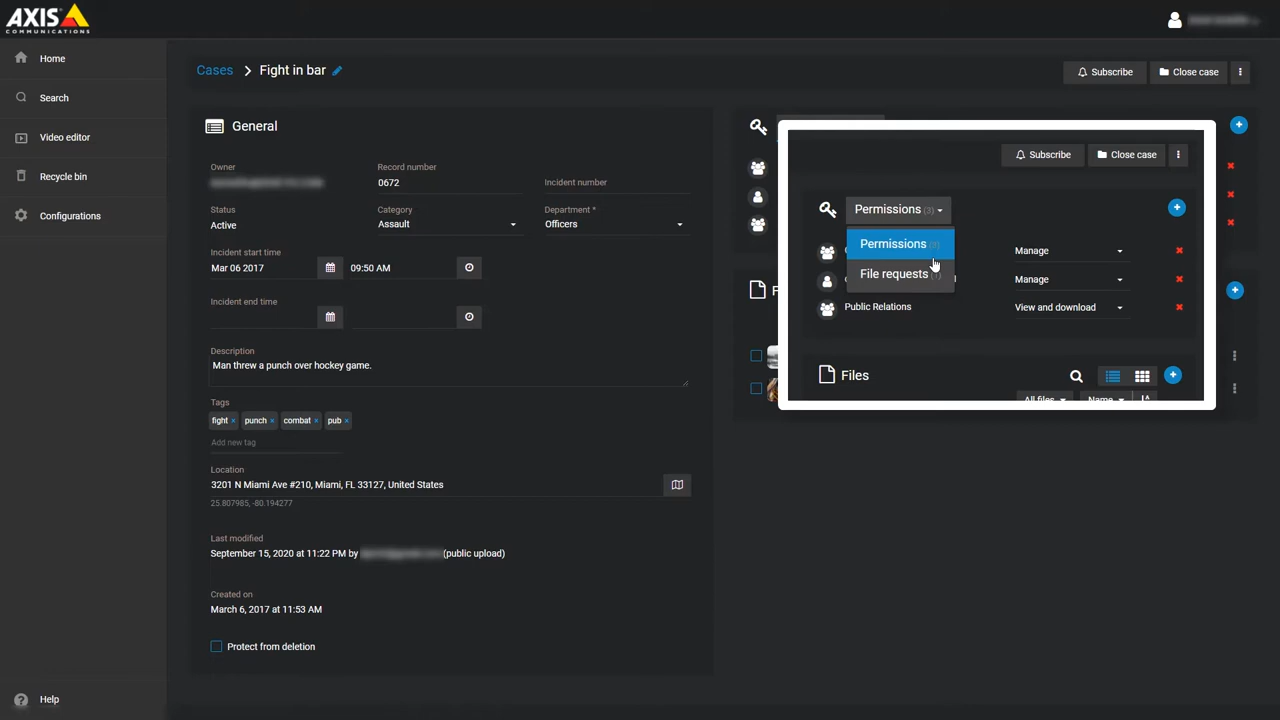 AXIS
COMMUNICATIONS
Home
Search
Video editor
Recycle bin
Configurations
Help
Cases > Fight in bar
Subscribe
Close case
General
Owner
Record number
0672
Incident number
Status
Active
Category
Assault
Department *
Officers
Incident start time
Mar 06 2017
09:50 AM
Incident end time
Description
Man threw a punch over hockey game.
Tags
fight × punch × combat × pub ×
Add new tag
Location
3201 N Miami Ave #210, Miami, FL 33127, United States
25.807985, -80.194277
Last modified
September 15, 2020 at 11:22 PM by (public upload)
Created on
March 6, 2017 at 11:53 AM
Protect from deletion
Subscribe
Close case
Permissions (3)
Permissions
File requests
Manage
Manage
Public Relations
View and download
Files
All files
Name